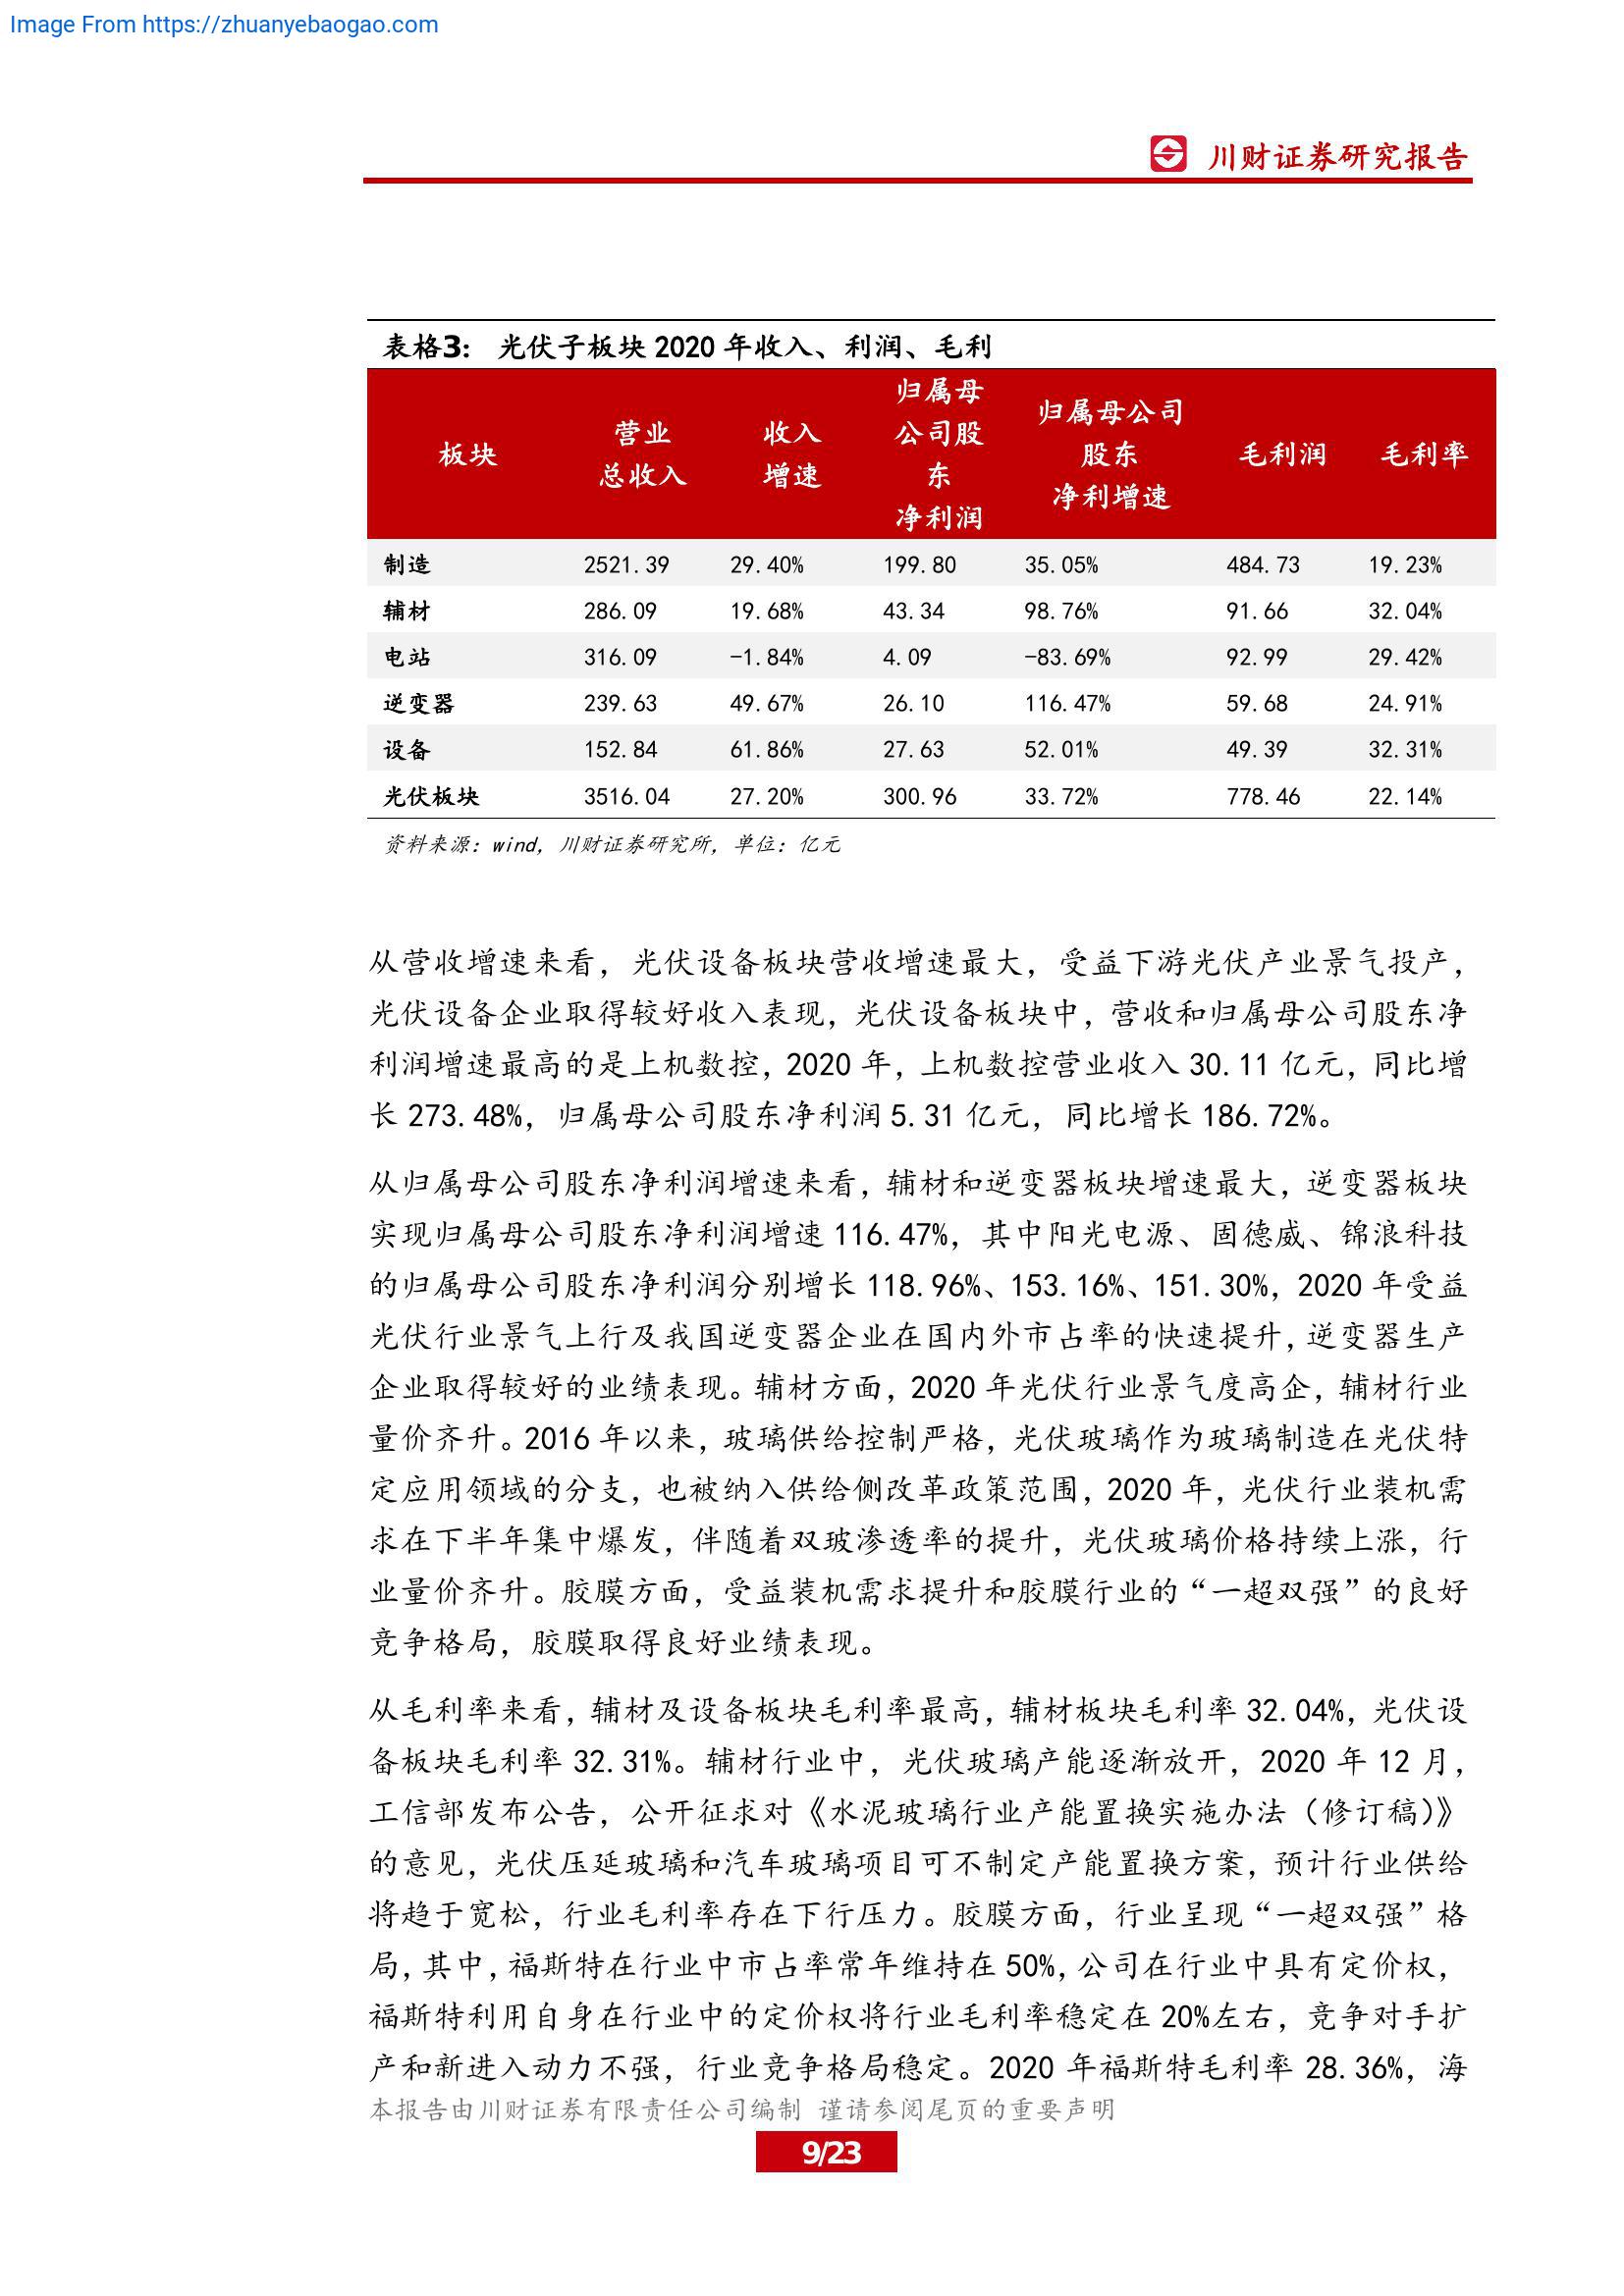 Image From https://zhuanyebaogao.com
川财证券研究报告
表格3: 光伏子板块 2020 年收入、利润、毛利
板块 营业总收入 收入增速 归属母公司股东净利润 归属母公司股东净利增速 毛利润 毛利率
制造 2521.39 29.40% 199.80 35.05% 484.73 19.23%
辅材 286.09 19.68% 43.34 98.76% 91.66 32.04%
电站 316.09 -1.84% 4.09 -83.69% 92.99 29.42%
逆变器 239.63 49.67% 26.10 116.47% 59.68 24.91%
设备 152.84 61.86% 27.63 52.01% 49.39 32.31%
光伏板块 3516.04 27.20% 300.96 33.72% 778.46 22.14%
资料来源：wind，川财证券研究所，单位：亿元
从营收增速来看，光伏设备板块营收增速最大，受益下游光伏产业景气投产，
光伏设备企业取得较好收入表现，光伏设备板块中，营收和归属母公司股东净
利润增速最高的是上机数控，2020 年，上机数控营业收入 30.11 亿元，同比增
长 273.48%，归属母公司股东净利润 5.31 亿元，同比增长 186.72%。
从归属母公司股东净利润增速来看，辅材和逆变器板块增速最大，逆变器板块
实现归属母公司股东净利润增速 116.47%，其中阳光电源、固德威、锦浪科技
的归属母公司股东净利润分别增长 118.96%、153.16%、151.30%，2020 年受益
光伏行业景气上行及我国逆变器企业在国内外市占率的快速提升，逆变器生产
企业取得较好的业绩表现。辅材方面，2020 年光伏行业景气度高企，辅材行业
量价齐升。2016 年以来，玻璃供给控制严格，光伏玻璃作为玻璃制造在光伏特
定应用领域的分支，也被纳入供给侧改革政策范围，2020 年，光伏行业装机需
求在下半年集中爆发，伴随着双玻渗透率的提升，光伏玻璃价格持续上涨，行
业量价齐升。胶膜方面，受益装机需求提升和胶膜行业的“一超双强”的良好
竞争格局，胶膜取得良好业绩表现。
从毛利率来看，辅材及设备板块毛利率最高，辅材板块毛利率 32.04%，光伏设
备板块毛利率 32.31%。辅材行业中，光伏玻璃产能逐渐放开，2020 年 12 月，
工信部发布公告，公开征求对《水泥玻璃行业产能置换实施办法（修订稿）》
的意见，光伏压延玻璃和汽车玻璃项目可不制定产能置换方案，预计行业供给
将趋于宽松，行业毛利率存在下行压力。胶膜方面，行业呈现“一超双强”格
局，其中，福斯特在行业中市占率常年维持在 50%，公司在行业中具有定价权，
福斯特利用自身在行业中的定价权将行业毛利率稳定在 20%左右，竞争对手扩
产和新进入动力不强，行业竞争格局稳定。2020 年福斯特毛利率 28.36%，海
本报告由川财证券有限责任公司编制 谨请参阅尾页的重要声明
9/23